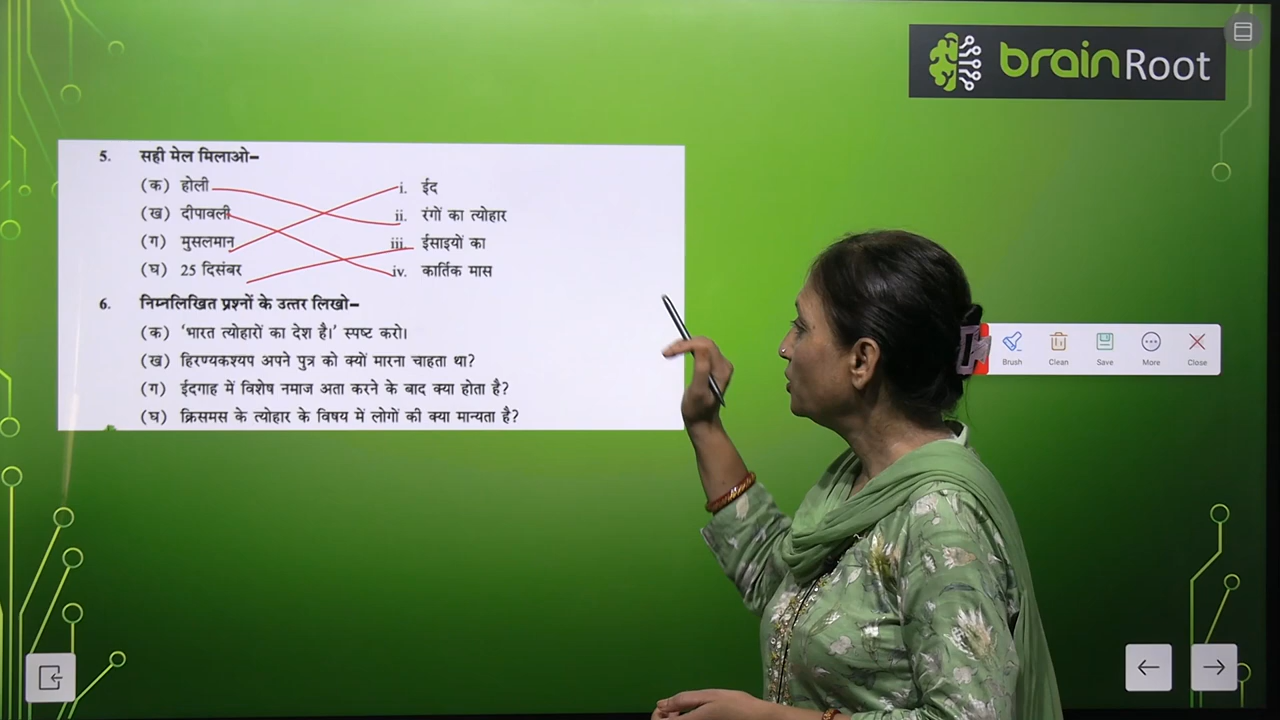 brainRoot
5. सही मेल मिलाओ–
(क) होली i. ईद
(ख) दीपावली ii. रंगों का त्योहार
(ग) मुसलमान iii. ईसाइयों का
(घ) 25 दिसंबर iv. कार्तिक मास
6. निम्नलिखित प्रश्नों के उत्तर लिखो–
(क) 'भारत त्योहारों का देश है।' स्पष्ट करो।
(ख) हिरण्यकश्यप अपने पुत्र को क्यों मारना चाहता था?
(ग) ईदगाह में विशेष नमाज अता करने के बाद क्या होता है?
(घ) क्रिसमस के त्योहार के विषय में लोगों की क्या मान्यता है?
Brush Clean Save More Close